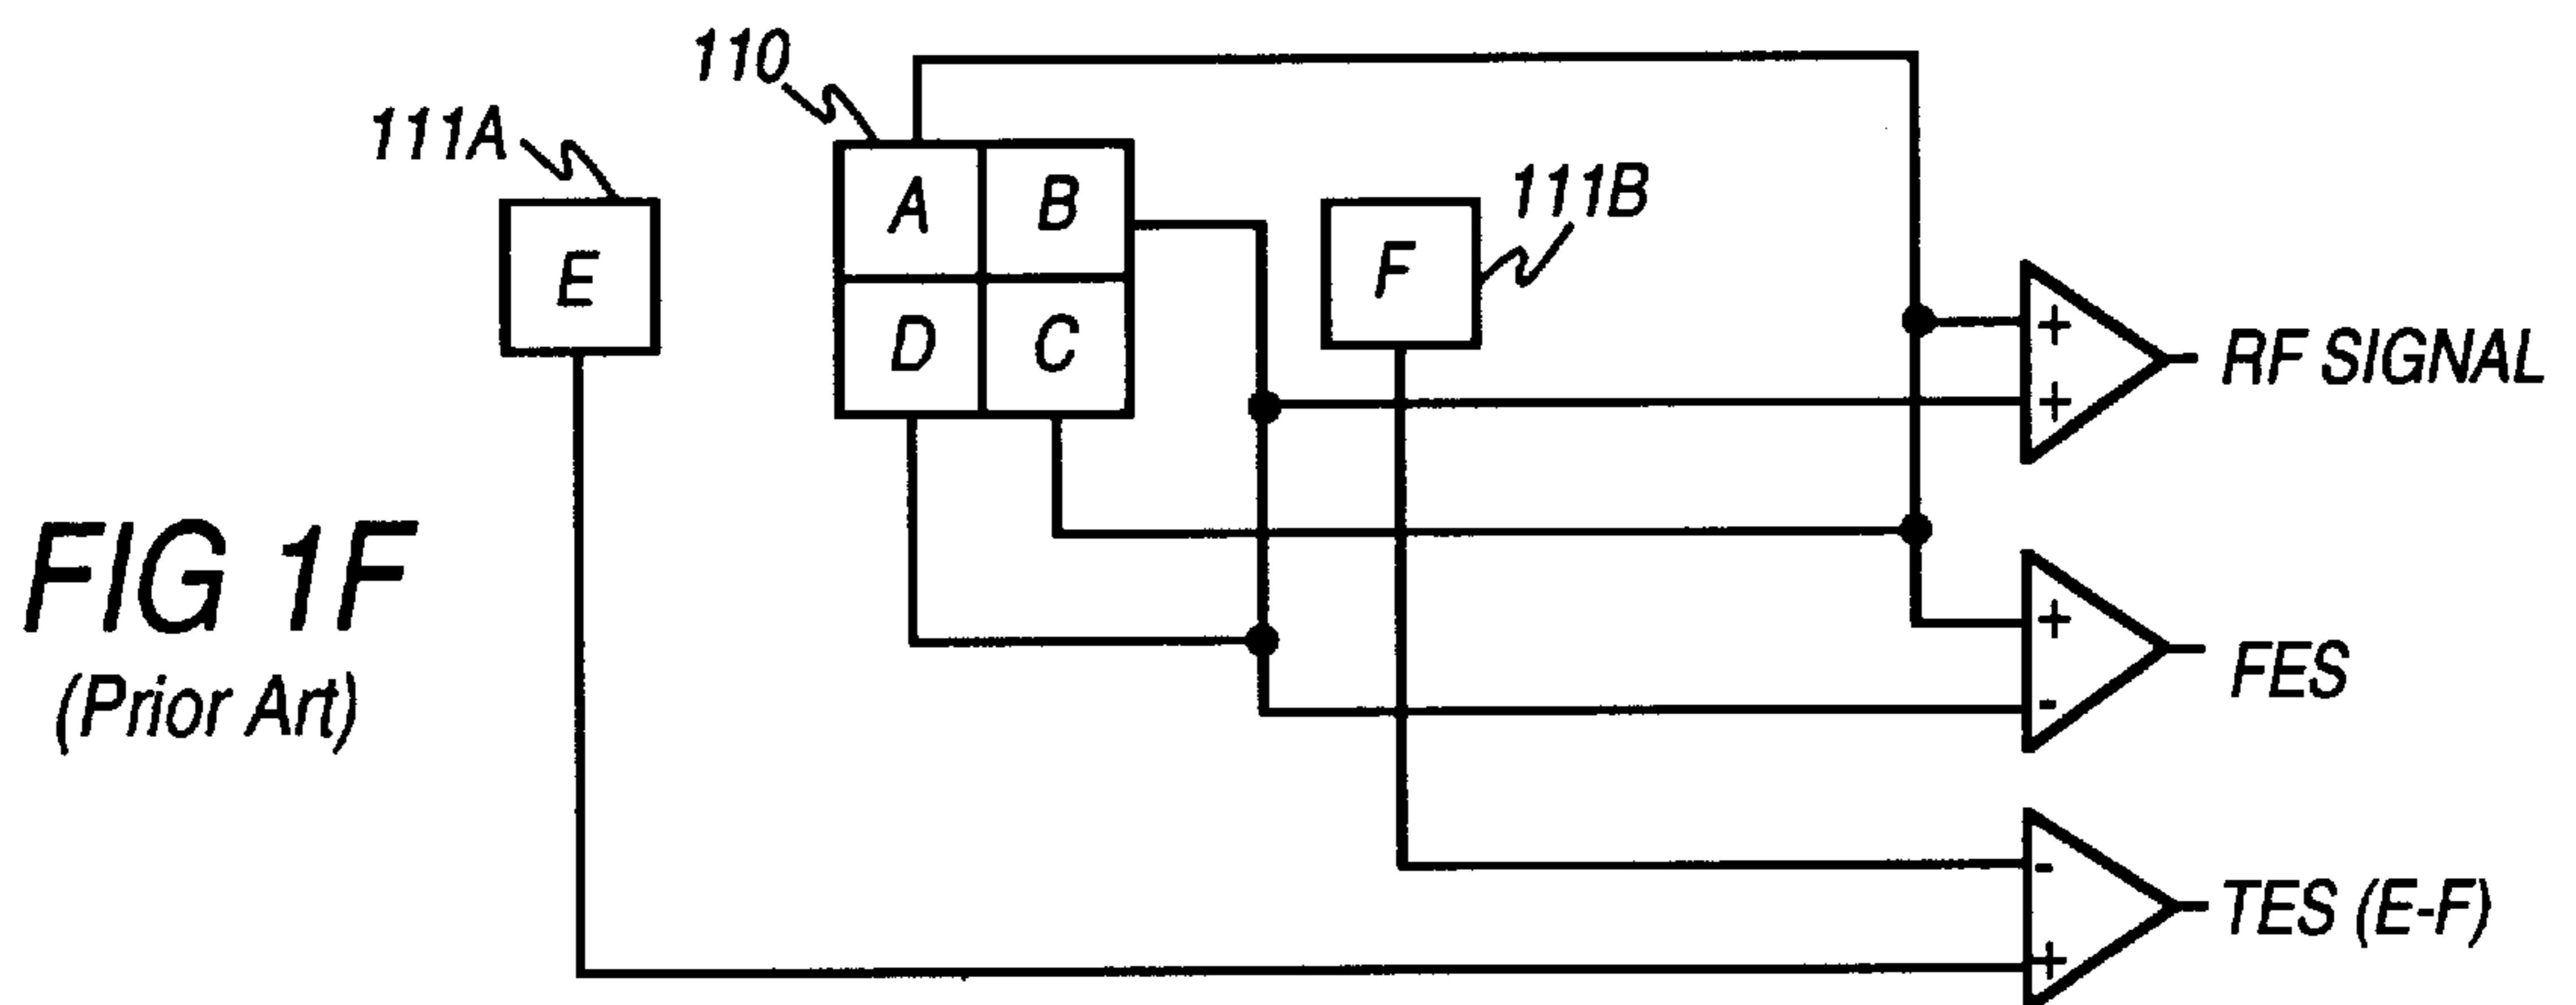 110
111A
A
B
111B
E
F
D
C
+
+
RF SIGNAL
FIG 1F
(Prior Art)
+
-
FES
-
+
TES (E-F)